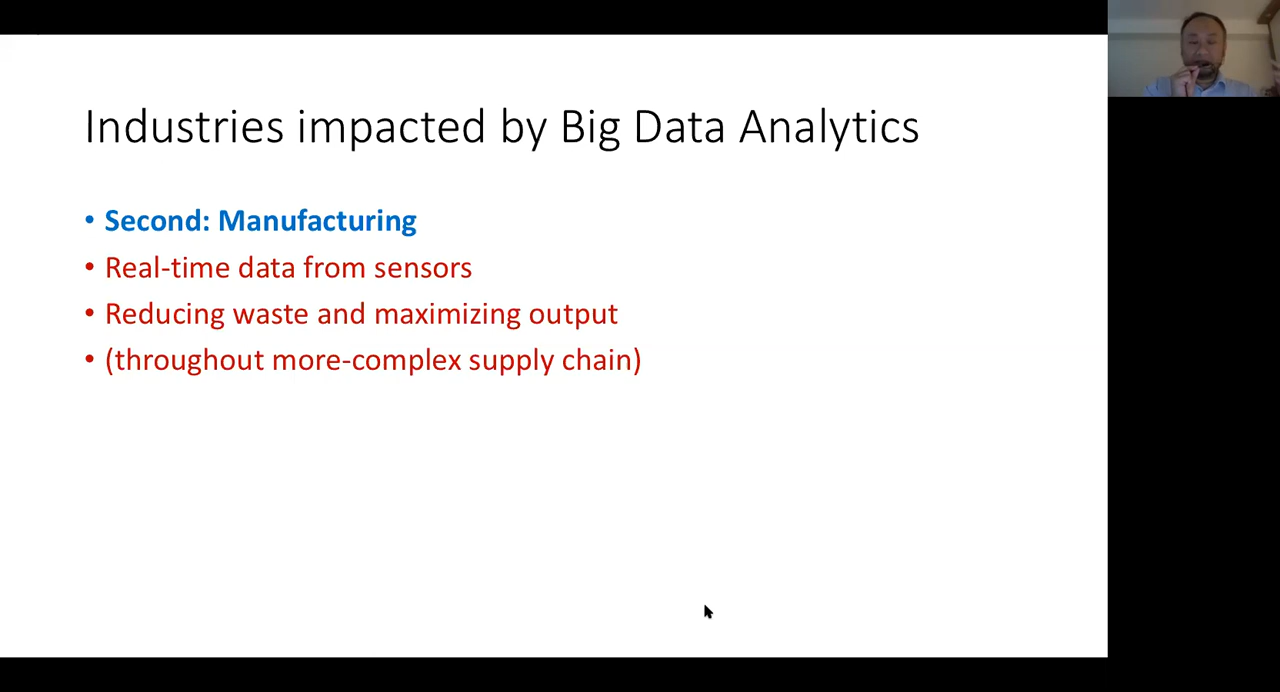 Industries impacted by Big Data Analytics
• Second: Manufacturing
• Real-time data from sensors
• Reducing waste and maximizing output
• (throughout more-complex supply chain)